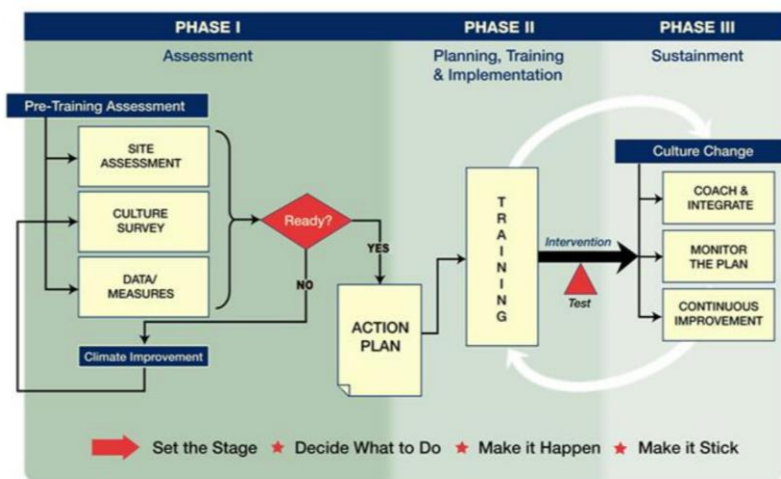 PHASE I
PHASE II
PHASE III
Assessment
Planning, Training
& Implementation
Sustainment
Pre-Training Assessment
SITE
ASSESSMENT
CULTURE
SURVEY
DATA/
MEASURES
Ready?
YES
NO
Climate Improvement
ACTION
PLAN
T
R
A
I
N
I
N
G
Intervention
Test
Culture Change
COACH &
INTEGRATE
MONITOR
THE PLAN
CONTINUOUS
IMPROVEMENT
Set the Stage ★ Decide What to Do ★ Make it Happen ★ Make it Stick